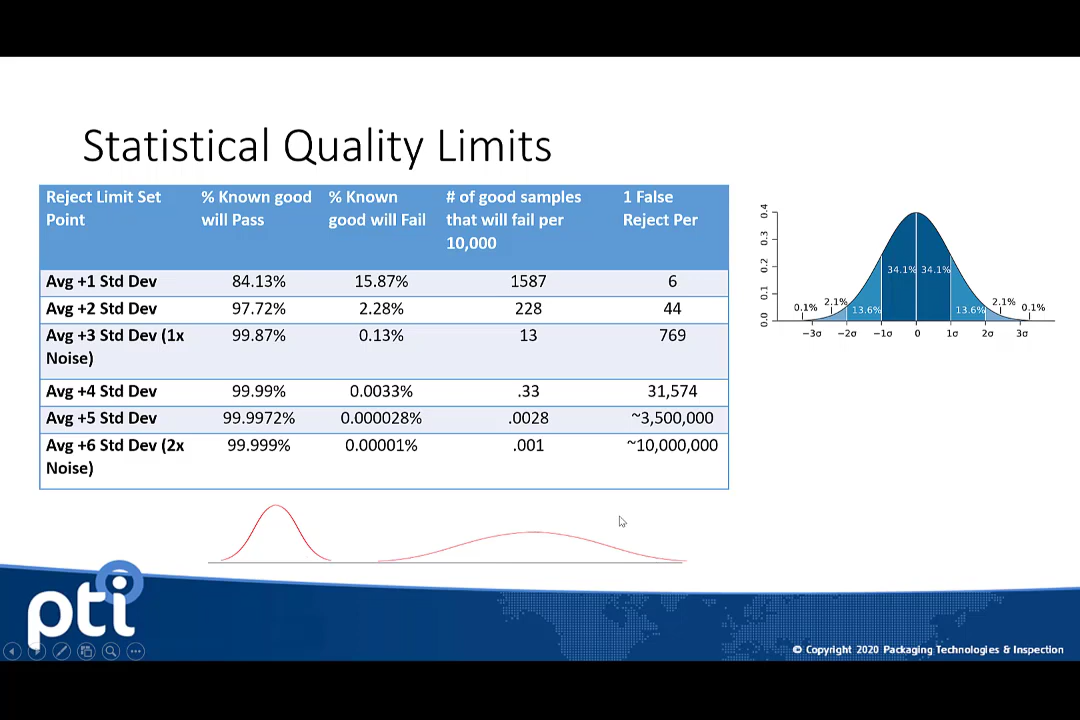 Statistical Quality Limits
Reject Limit Set Point | % Known good will Pass | % Known good will Fail | # of good samples that will fail per 10,000 | 1 False Reject Per
Avg +1 Std Dev | 84.13% | 15.87% | 1587 | 6
Avg +2 Std Dev | 97.72% | 2.28% | 228 | 44
Avg +3 Std Dev (1x Noise) | 99.87% | 0.13% | 13 | 769
Avg +4 Std Dev | 99.99% | 0.0033% | .33 | 31,574
Avg +5 Std Dev | 99.9972% | 0.000028% | .0028 | ~3,500,000
Avg +6 Std Dev (2x Noise) | 99.999% | 0.00001% | .001 | ~10,000,000
0.4
0.3
0.2
0.1
0.0
34.1% 34.1%
0.1% 2.1% 13.6% 13.6% 2.1% 0.1%
−3σ −2σ −1σ 0 1σ 2σ 3σ
pti
© Copyright 2020 Packaging Technologies & Inspection